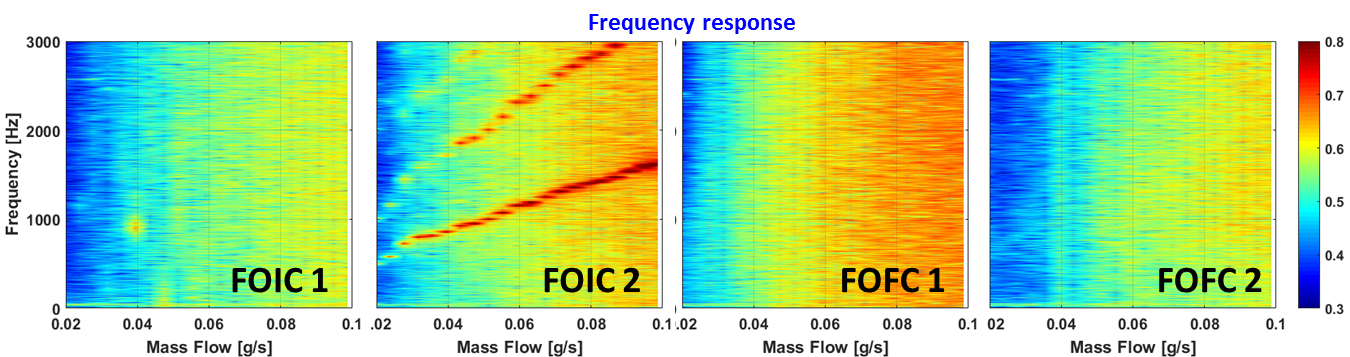 Frequency response
3000
2000
1000
0
Frequency [Hz]
FOIC 1
FOIC 2
FOFC 1
FOFC 2
0.02 0.04 0.06 0.08 0.1
.02 0.04 0.06 0.08 0.1
.02 0.04 0.06 0.08 0.1
02 0.04 0.06 0.08 0.1
Mass Flow [g/s]
Mass Flow [g/s]
Mass Flow [g/s]
Mass Flow [g/s]
0.8
0.7
0.6
0.5
0.4
0.3